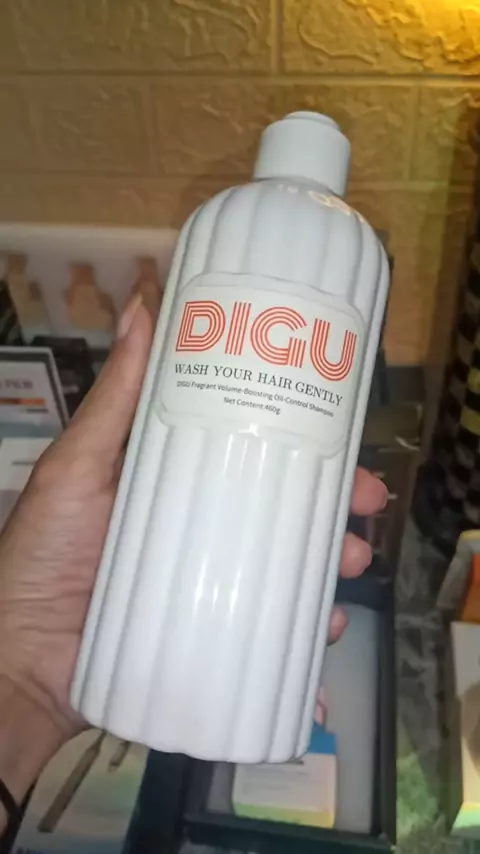 DIGU
WASH YOUR HAIR GENTLY
DIGU Fragrant Volume-Boosting Oil-Control Shampoo
Net Content:460g